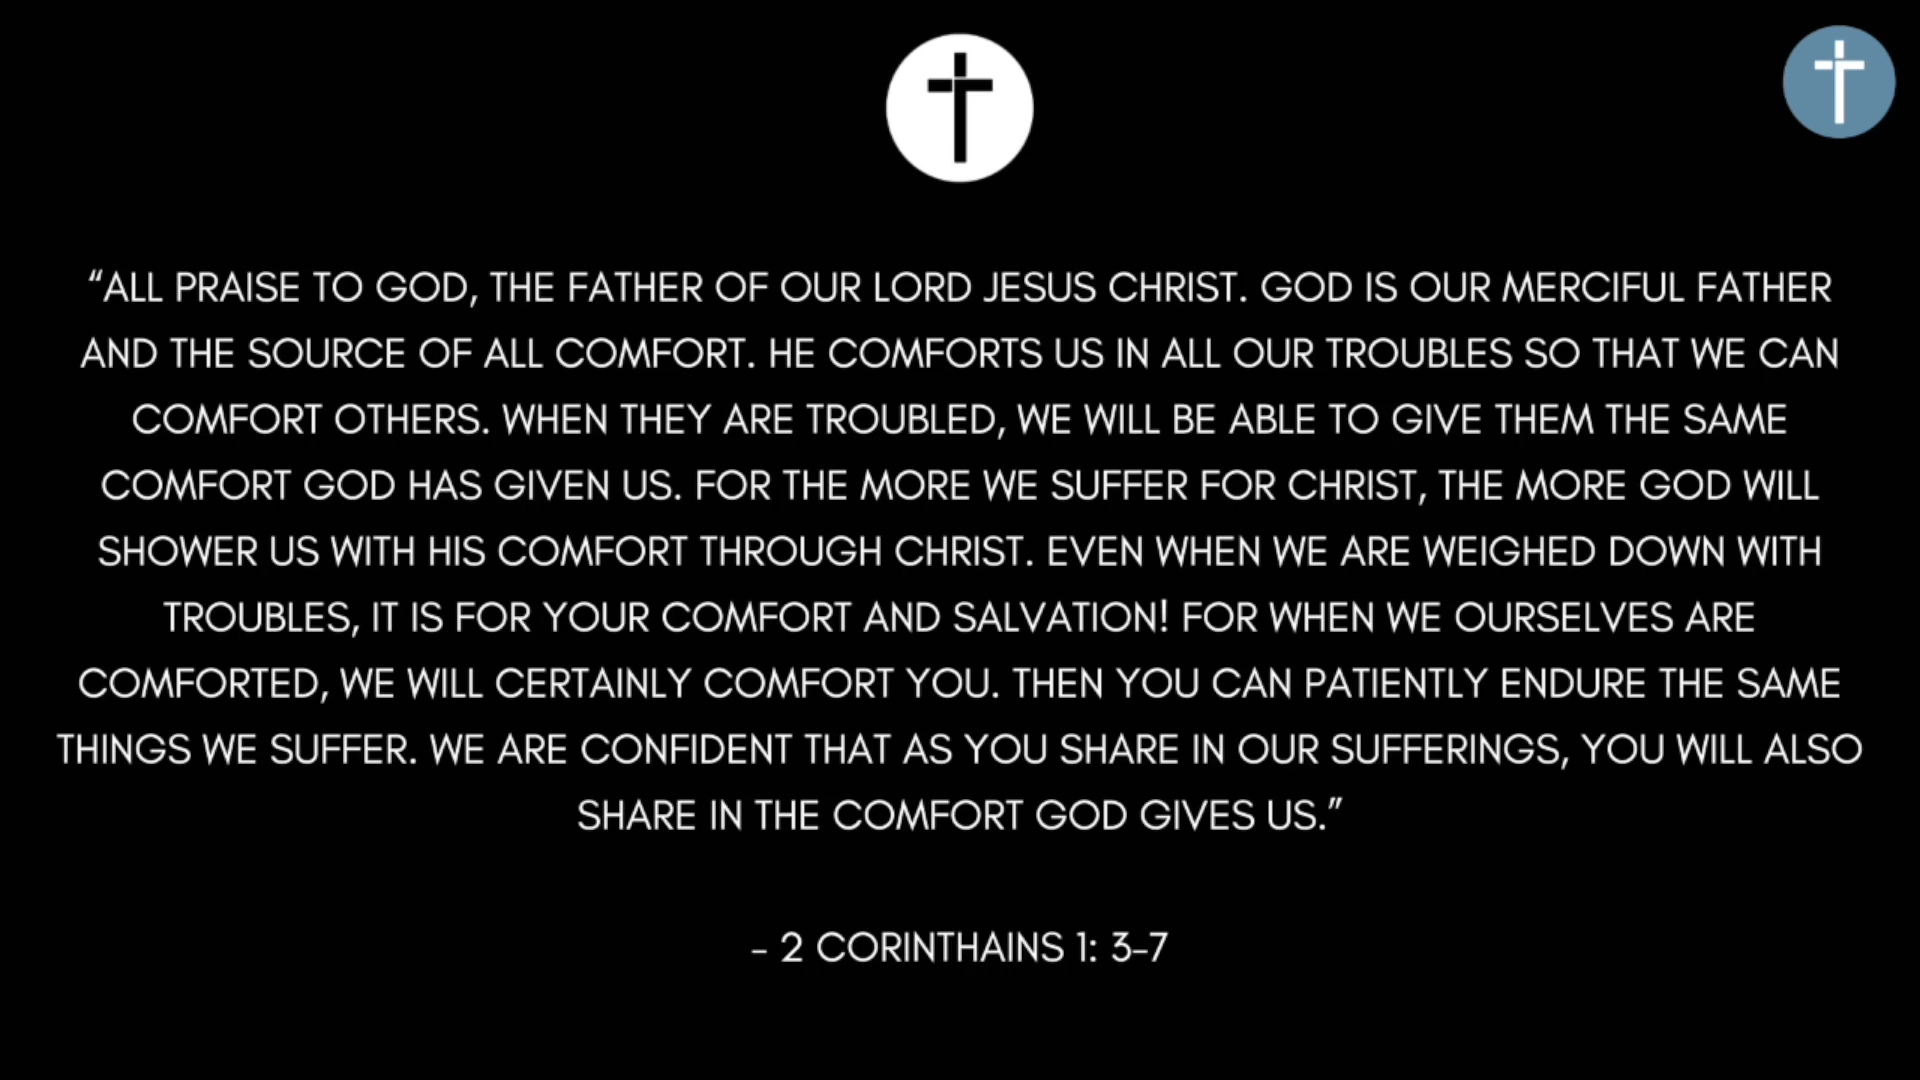 “ALL PRAISE TO GOD, THE FATHER OF OUR LORD JESUS CHRIST. GOD IS OUR MERCIFUL FATHER
AND THE SOURCE OF ALL COMFORT. HE COMFORTS US IN ALL OUR TROUBLES SO THAT WE CAN
COMFORT OTHERS. WHEN THEY ARE TROUBLED, WE WILL BE ABLE TO GIVE THEM THE SAME
COMFORT GOD HAS GIVEN US. FOR THE MORE WE SUFFER FOR CHRIST, THE MORE GOD WILL
SHOWER US WITH HIS COMFORT THROUGH CHRIST. EVEN WHEN WE ARE WEIGHED DOWN WITH
TROUBLES, IT IS FOR YOUR COMFORT AND SALVATION! FOR WHEN WE OURSELVES ARE
COMFORTED, WE WILL CERTAINLY COMFORT YOU. THEN YOU CAN PATIENTLY ENDURE THE SAME
THINGS WE SUFFER. WE ARE CONFIDENT THAT AS YOU SHARE IN OUR SUFFERINGS, YOU WILL ALSO
SHARE IN THE COMFORT GOD GIVES US.”
- 2 CORINTHAINS 1: 3-7